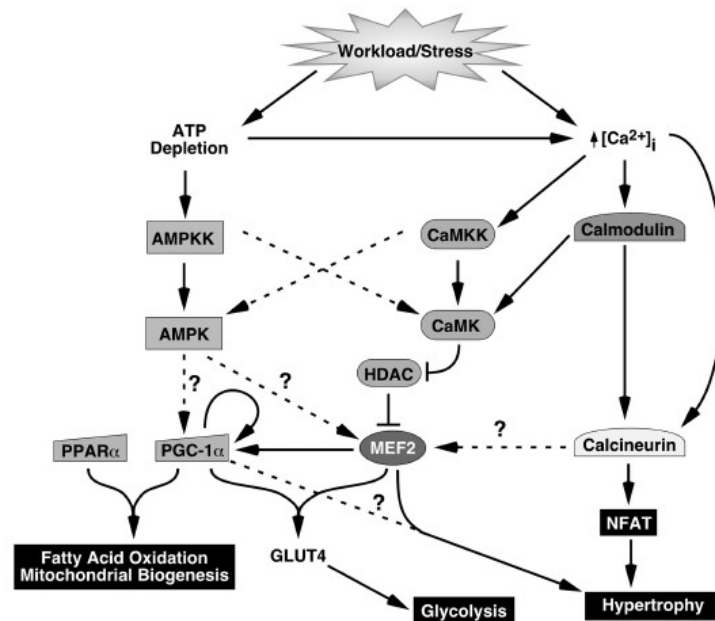 Workload/Stress
ATP
Depletion
[Ca²⁺]i
AMPKK
CaMKK
Calmodulin
AMPK
CaMK
HDAC
?
?
PPARα
PGC-1α
MEF2
?
Calcineurin
?
NFAT
Fatty Acid Oxidation
Mitochondrial Biogenesis
GLUT4
Glycolysis
Hypertrophy